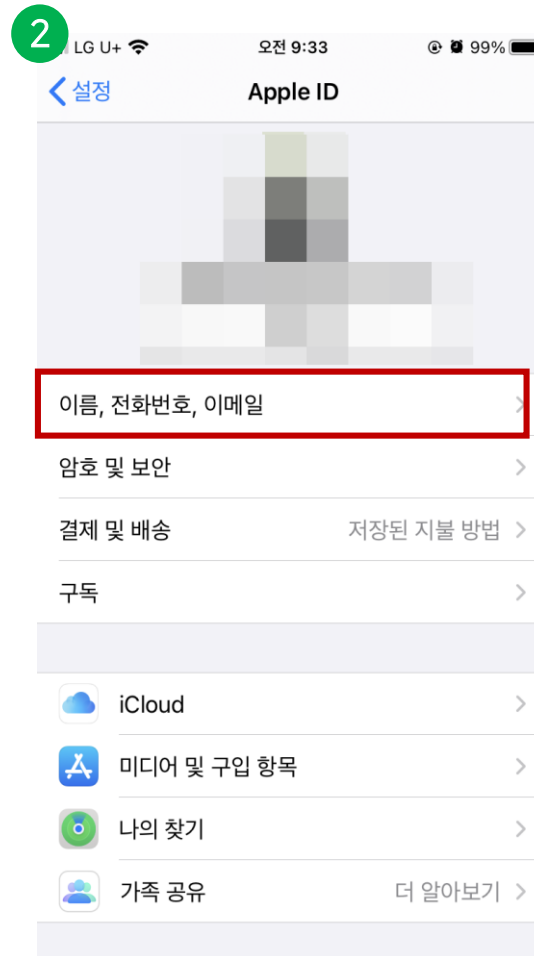 2
LG U+ 오전 9:33 99%
설정 Apple ID
이름, 전화번호, 이메일
암호 및 보안
결제 및 배송 저장된 지불 방법
구독
iCloud
미디어 및 구입 항목
나의 찾기
가족 공유 더 알아보기